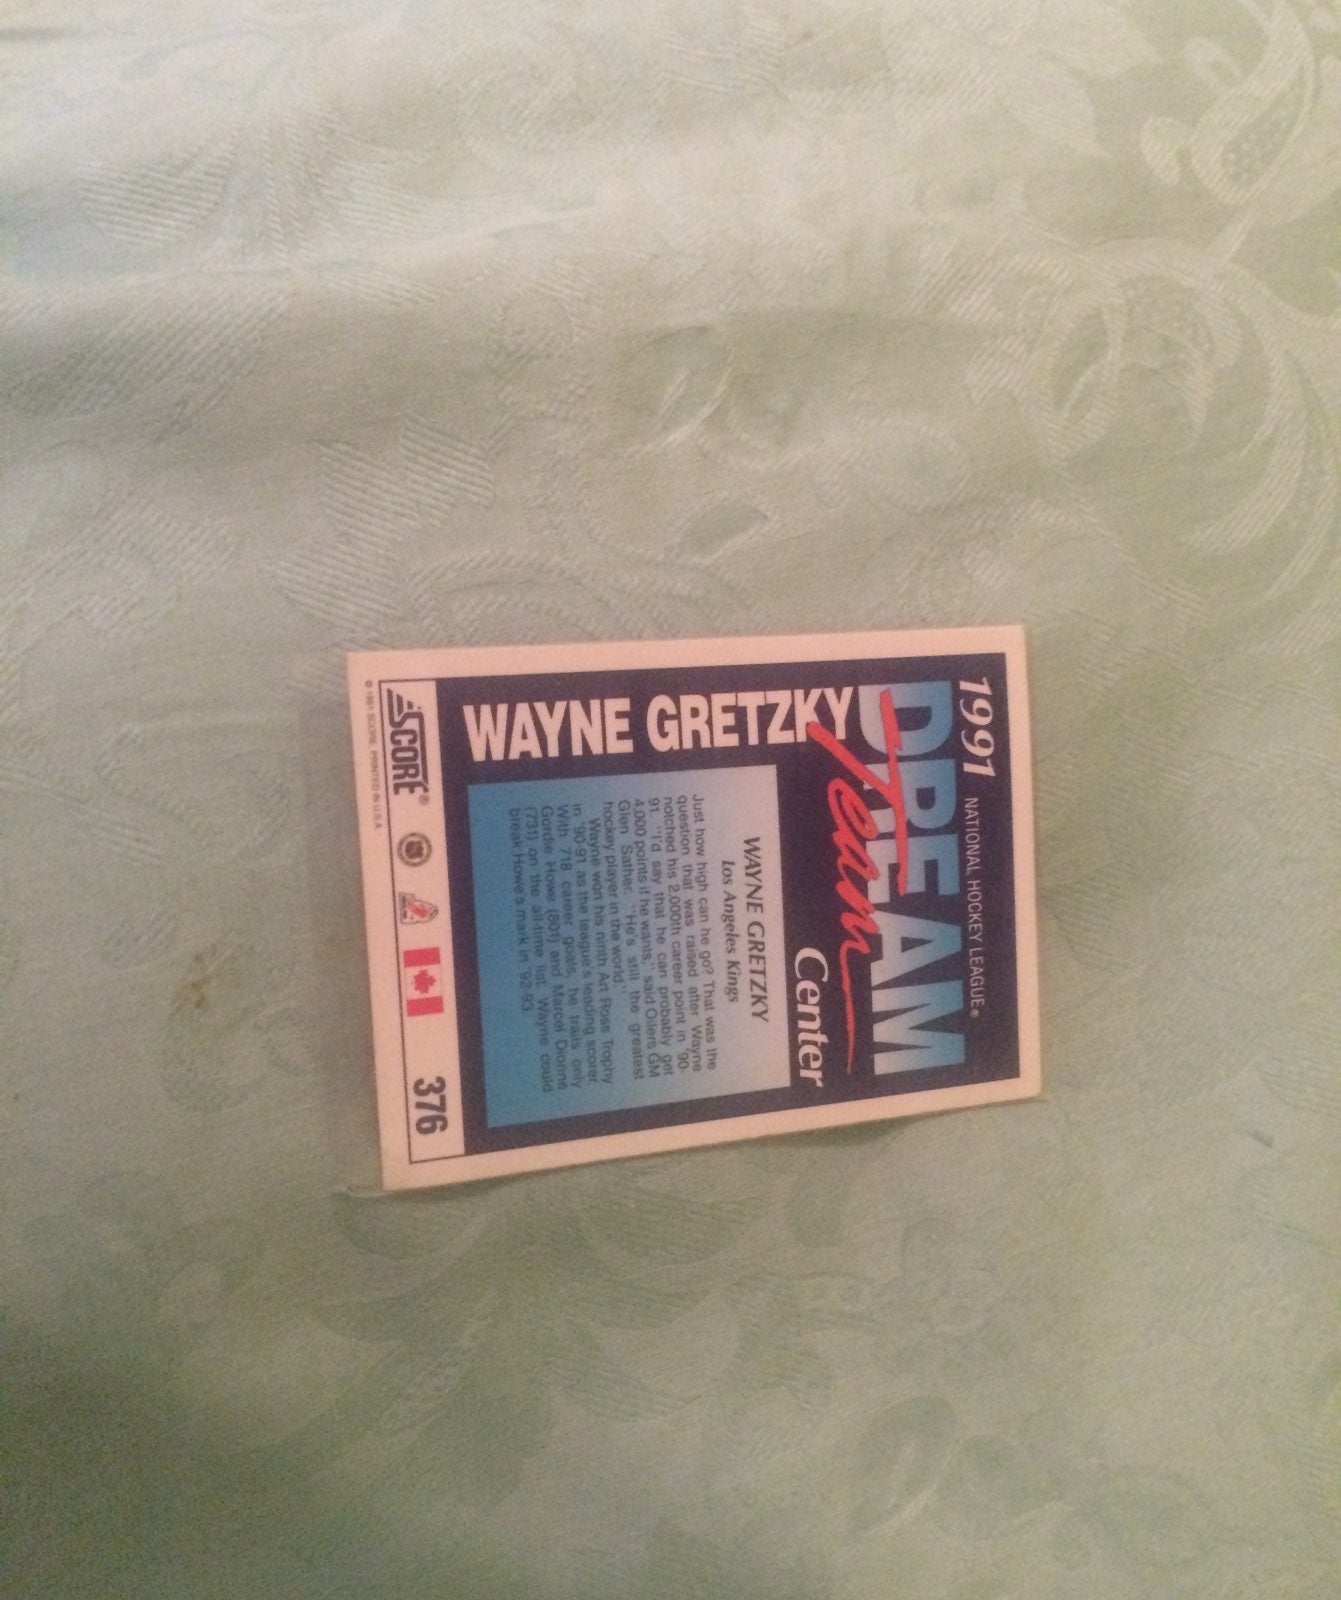 1991 NATIONAL HOCKEY LEAGUE®
DREAM
Team
Center
WAYNE GRETZKY
WAYNE GRETZKY
Los Angeles Kings
Just how high can he go? That was the
question that was raised after Wayne
notched his 2,000th career point in '90-
91. "I'd say that he can probably get
4,000 points if he wants," said Oilers GM
Glen Sather. "He's still the greatest
hockey player in the world."
Wayne won his ninth Art Ross Trophy
in '90-91 as the league's leading scorer.
With 718 career goals, he trails only
Gordie Howe (801) and Marcel Dionne
(731) on the all-time list. Wayne could
break Howe's mark in '92-93.
SCORE® 376
© 1991 SCORE, PRINTED IN U.S.A.